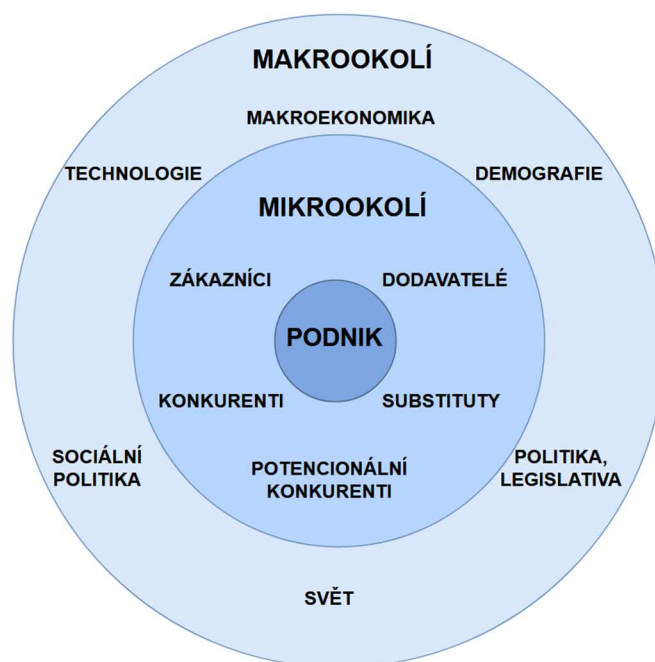 MAKROOKOLÍ
MAKROEKONOMIKA
TECHNOLOGIE
DEMOGRAFIE
MIKROOKOLÍ
ZÁKAZNÍCI
DODAVATELÉ
PODNIK
KONKURENTI
SUBSTITUTY
SOCIÁLNÍ
POLITIKA
POTENCIONÁLNÍ
KONKURENTI
POLITIKA,
LEGISLATIVA
SVĚT